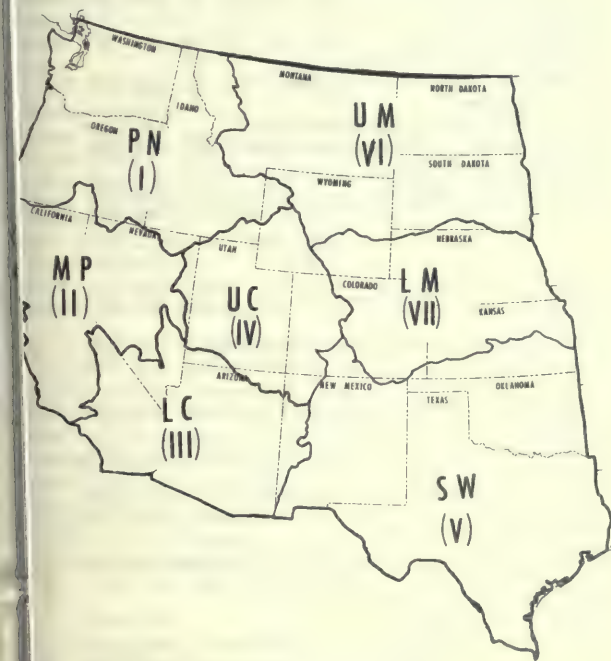 WASHINGTON
MONTANA
NORTH DAKOTA
IDAHO
OREGON
U M
(VI)
P N
(I)
SOUTH DAKOTA
WYOMING
CALIFORNIA
NEVADA
NEBRASKA
UTAH
M P
(II)
COLORADO
L M
(VII)
U C
(IV)
KANSAS
ARIZONA
NEW MEXICO
OKLAHOMA
TEXAS
L C
(III)
S W
(V)